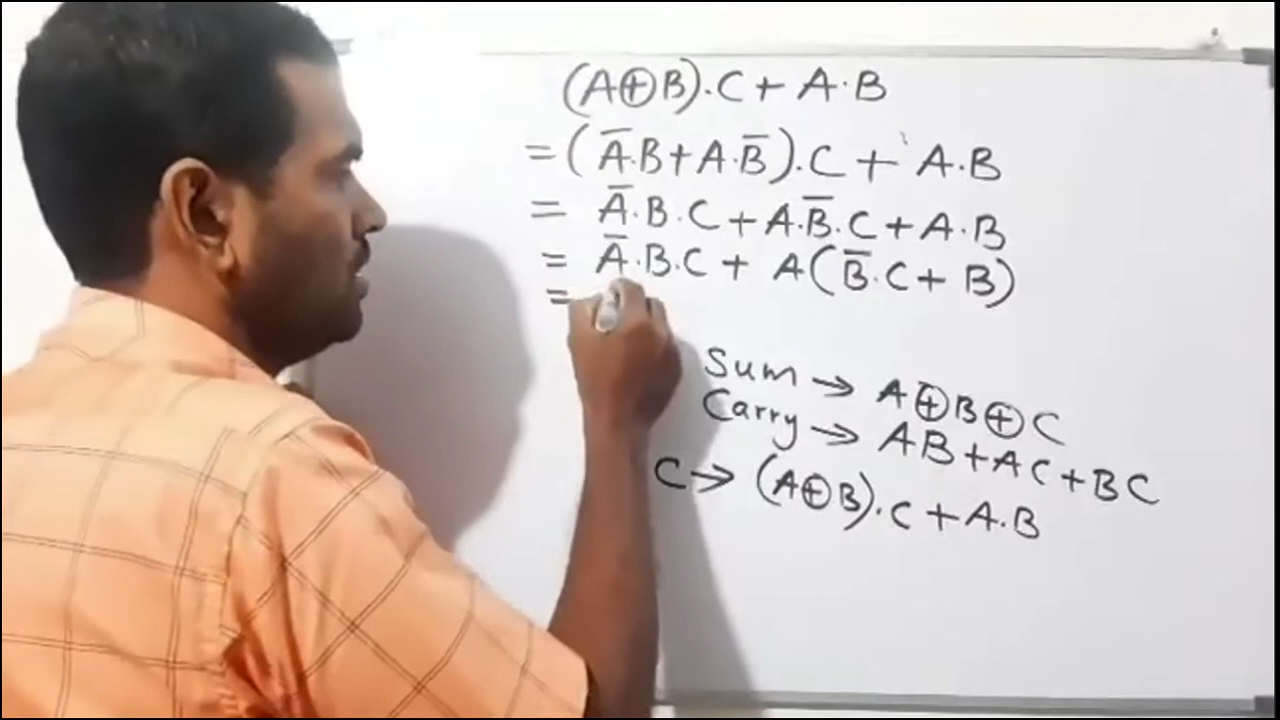 (A⊕B).C + A.B
= (A̅.B + A.B̅).C + A.B
= A̅.B.C + A.B̅.C + A.B
= A̅.B.C + A(B̅.C + B)
=
Sum → A⊕B⊕C
Carry → AB + AC + BC
C → (A⊕B).C + A.B